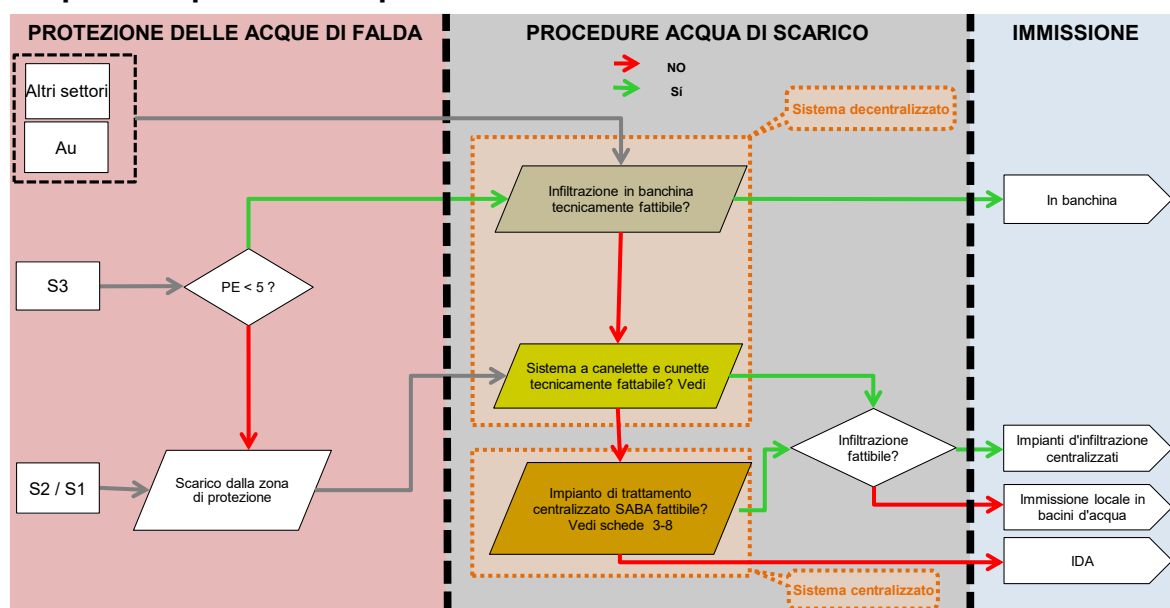 PROTEZIONE DELLE ACQUE DI FALDA
PROCEDURE ACQUA DI SCARICO
IMMISSIONE
NO
Sí
Altri settori
Au
Sistema decentralizzato
Infiltrazione in banchina
tecnicamente fattibile?
In banchina
S3
PE < 5 ?
Sistema a canelette e cunette
tecnicamente fattabile? Vedi
Infiltrazione
fattibile?
Impianti d'infiltrazione
centralizzati
S2 / S1
Scarico dalla zona
di protezione
Impianto di trattamento
centralizzato SABA fattibile?
Vedi schede 3-8
Immissione locale in
bacini d'acqua
IDA
Sistema centralizzato